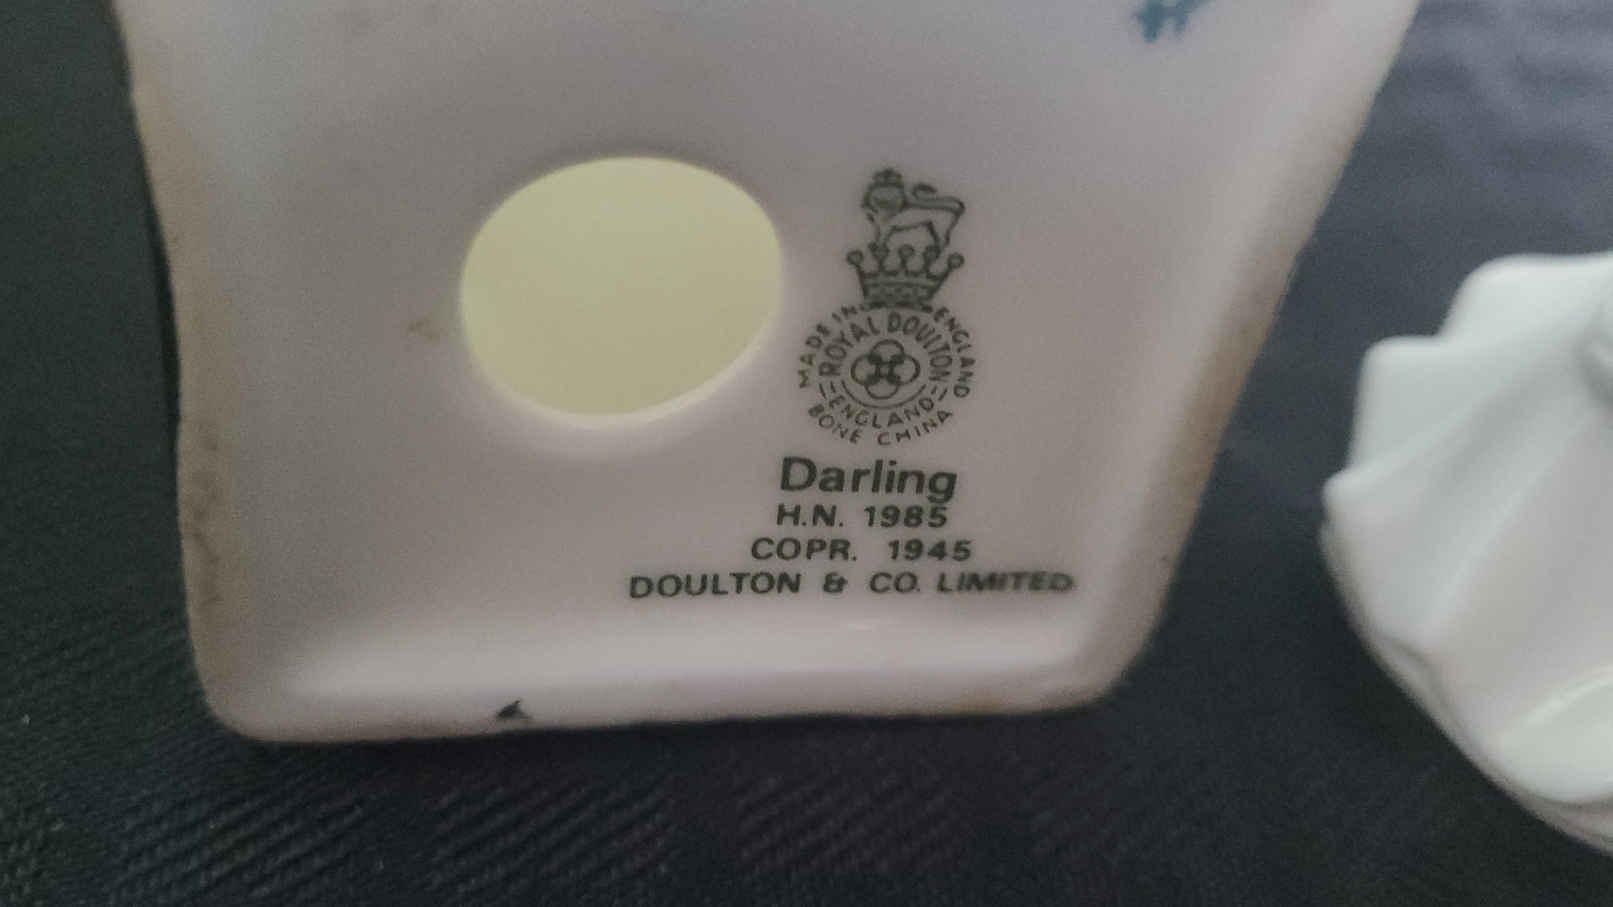 MADE IN ENGLAND
ROYAL DOULTON
ENGLAND
BONE CHINA
Darling
H.N. 1985
COPR. 1945
DOULTON & CO. LIMITED